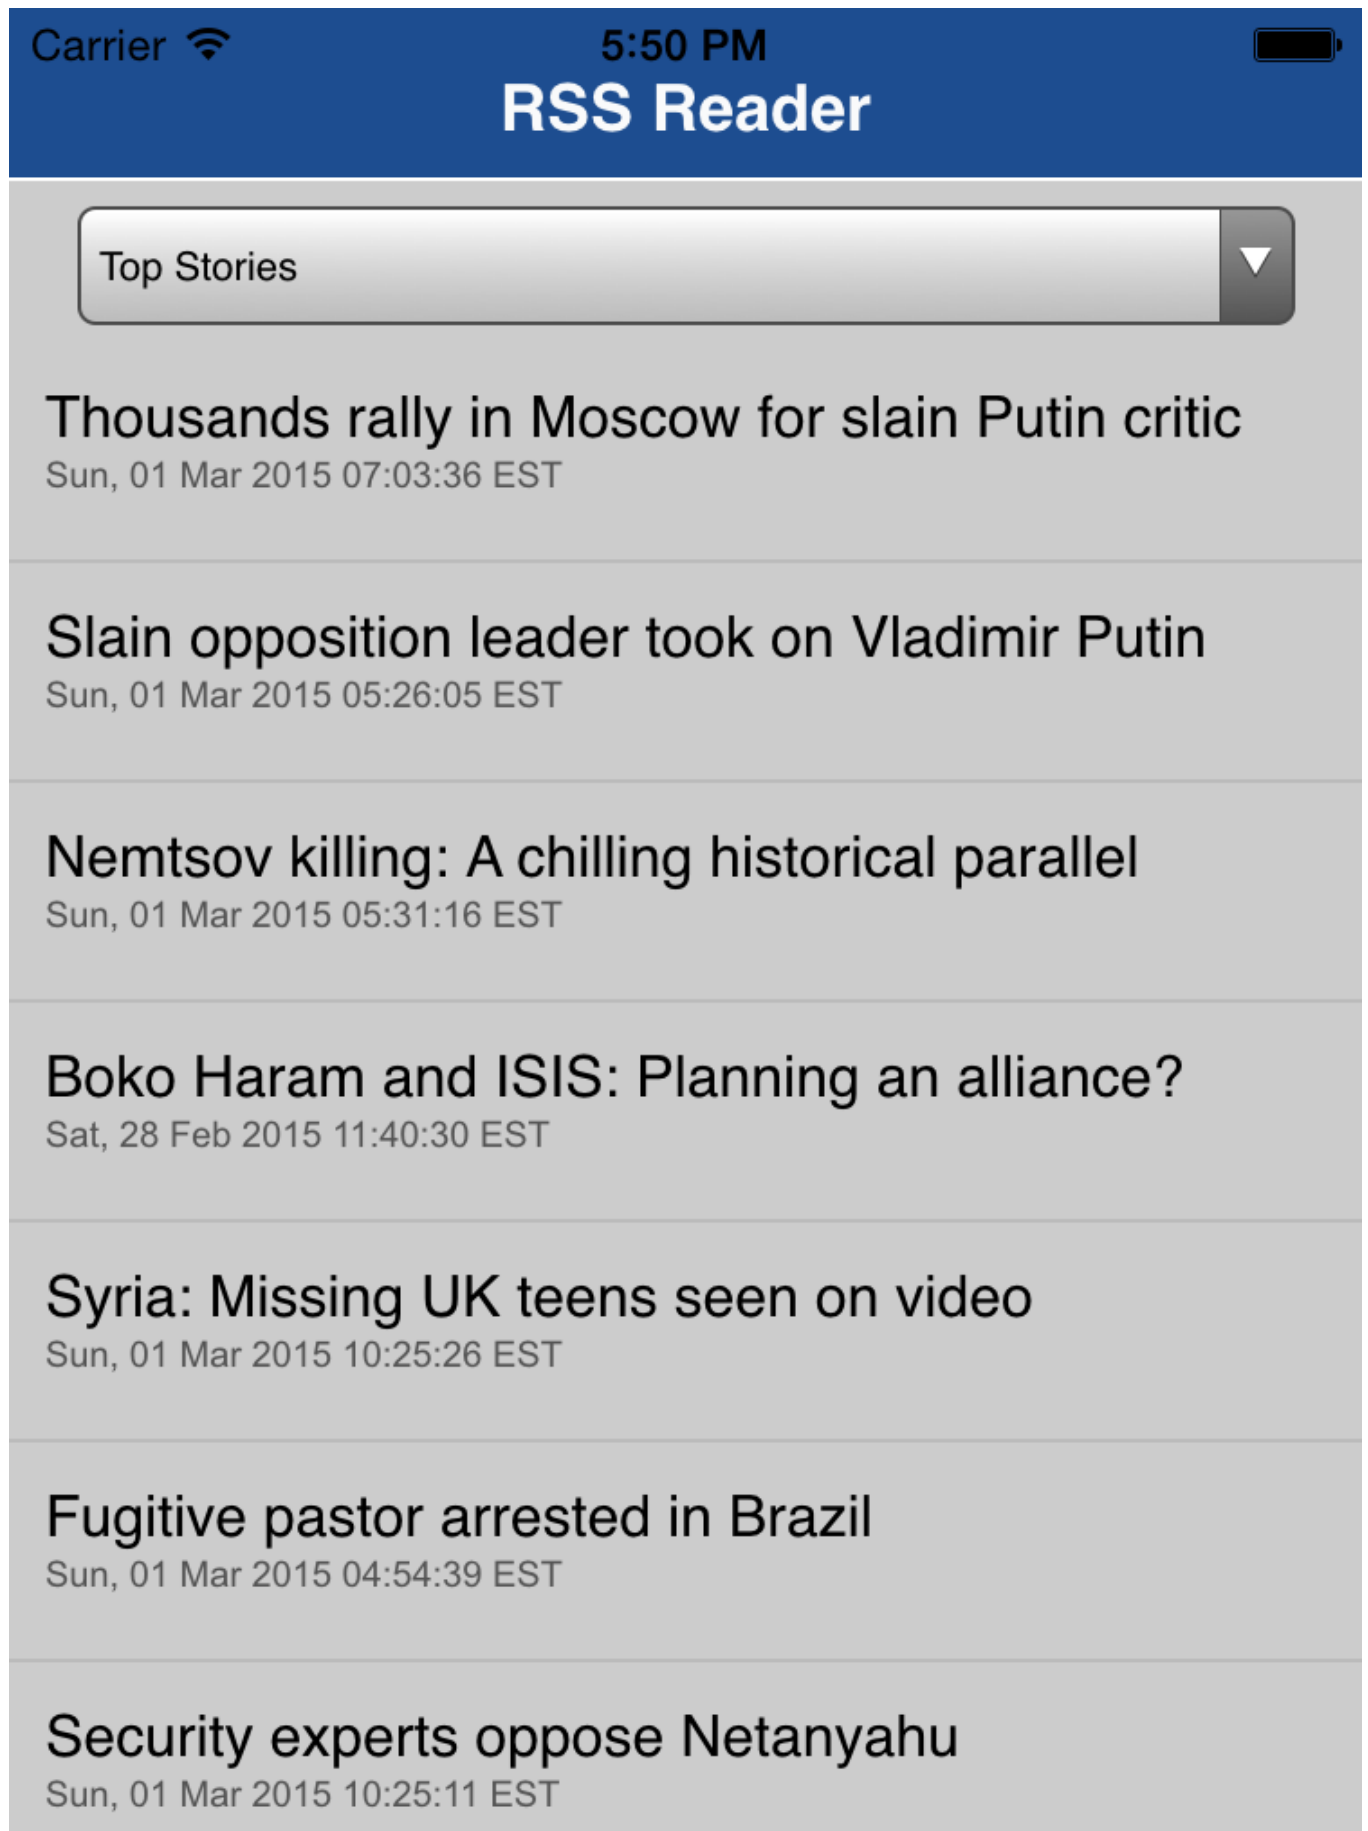 Carrier
5:50 PM
RSS Reader
Top Stories
Thousands rally in Moscow for slain Putin critic
Sun, 01 Mar 2015 07:03:36 EST
Slain opposition leader took on Vladimir Putin
Sun, 01 Mar 2015 05:26:05 EST
Nemtsov killing: A chilling historical parallel
Sun, 01 Mar 2015 05:31:16 EST
Boko Haram and ISIS: Planning an alliance?
Sat, 28 Feb 2015 11:40:30 EST
Syria: Missing UK teens seen on video
Sun, 01 Mar 2015 10:25:26 EST
Fugitive pastor arrested in Brazil
Sun, 01 Mar 2015 04:54:39 EST
Security experts oppose Netanyahu
Sun, 01 Mar 2015 10:25:11 EST